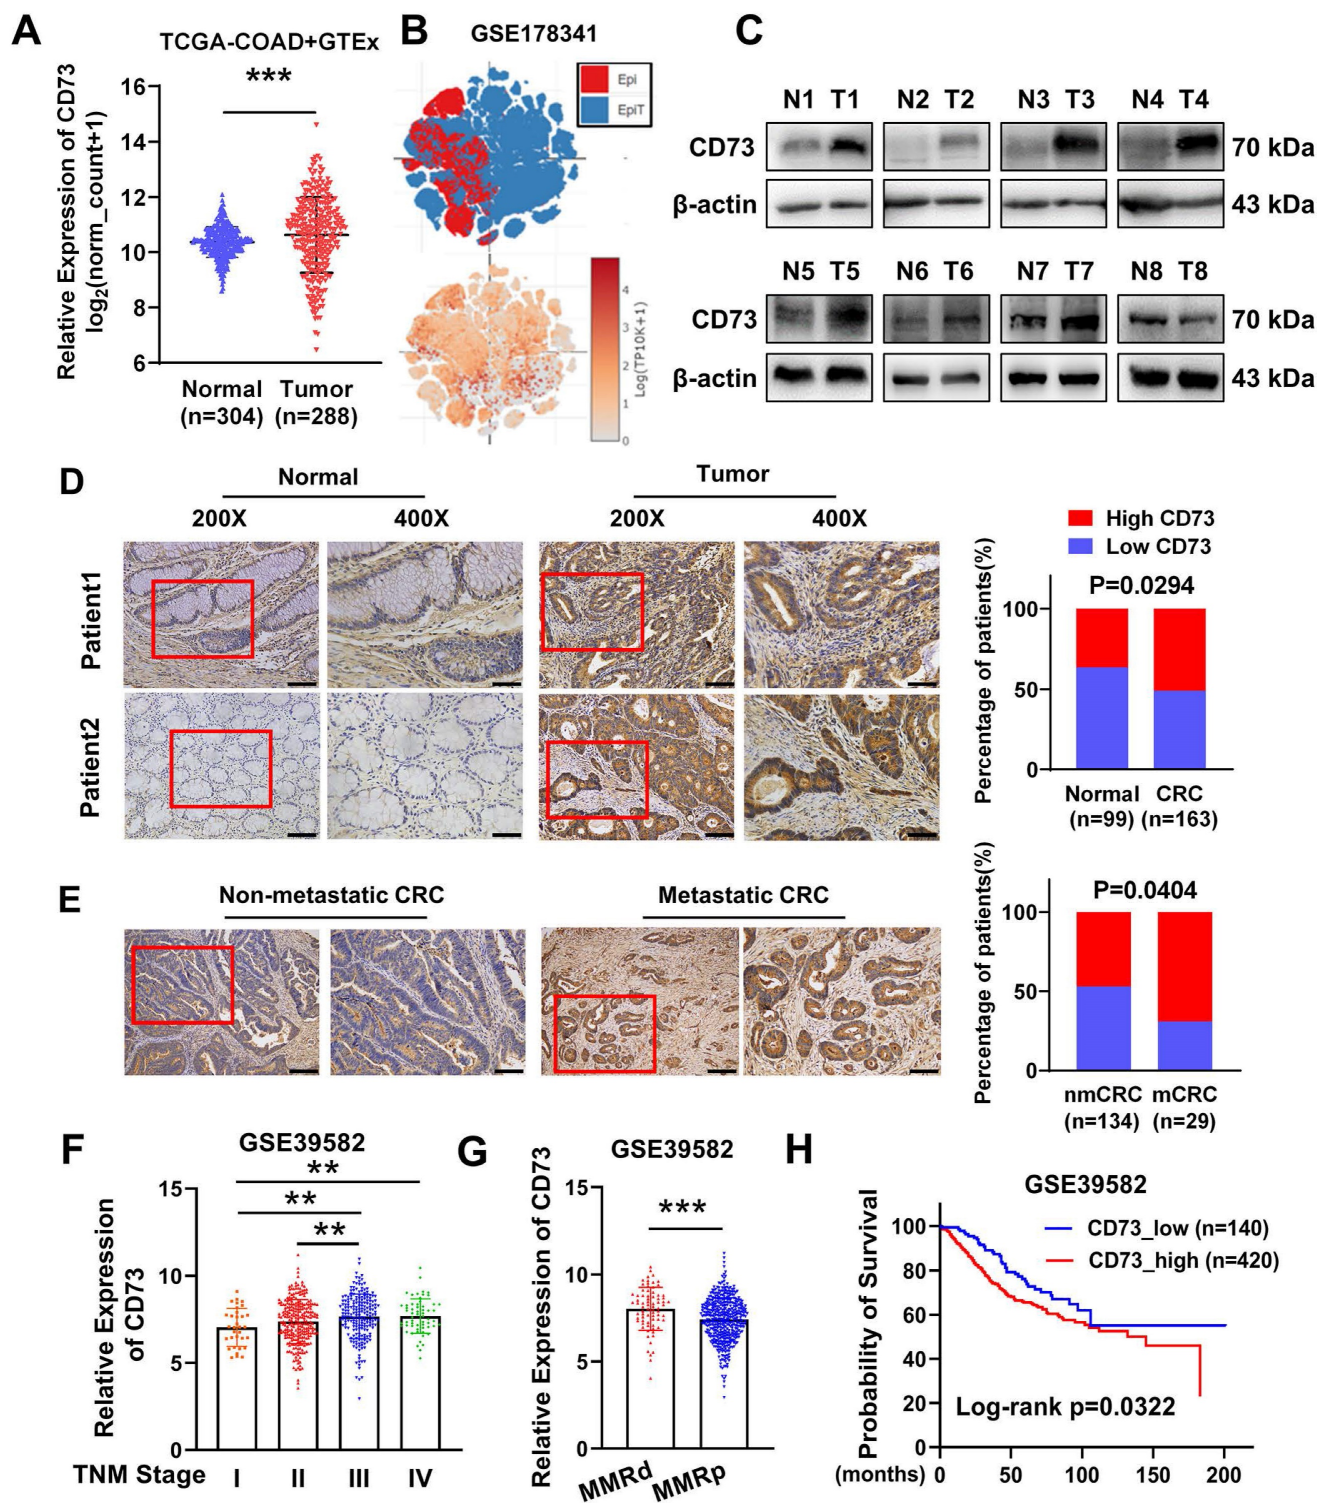 A
TCGA-COAD+GTEx
***
Relative Expression of CD73
log2(norm_count+1)
16
14
12
10
8
6
Normal
(n=304)
Tumor
(n=288)
B
GSE178341
Epi
EpiT
4
3
2
1
0
Log(TP10K+1)
C
N1 T1 N2 T2 N3 T3 N4 T4
CD73
70 kDa
β-actin
43 kDa
N5 T5 N6 T6 N7 T7 N8 T8
CD73
70 kDa
β-actin
43 kDa
D
Normal
Tumor
200X
400X
200X
400X
Patient1
Patient2
High CD73
Low CD73
P=0.0294
Percentage of patients(%)
100
50
0
Normal
(n=99)
CRC
(n=163)
E
Non-metastatic CRC
Metastatic CRC
P=0.0404
Percentage of patients(%)
100
50
0
nmCRC
(n=134)
mCRC
(n=29)
F
GSE39582
**
**
**
Relative Expression
of CD73
15
10
5
0
TNM Stage
I
II
III
IV
G
GSE39582
***
Relative Expression of CD73
15
10
5
0
MMRd
MMRp
H
GSE39582
CD73_low (n=140)
CD73_high (n=420)
Probability of Survival
100
80
60
40
20
0
Log-rank p=0.0322
(months)
0
50
100
150
200